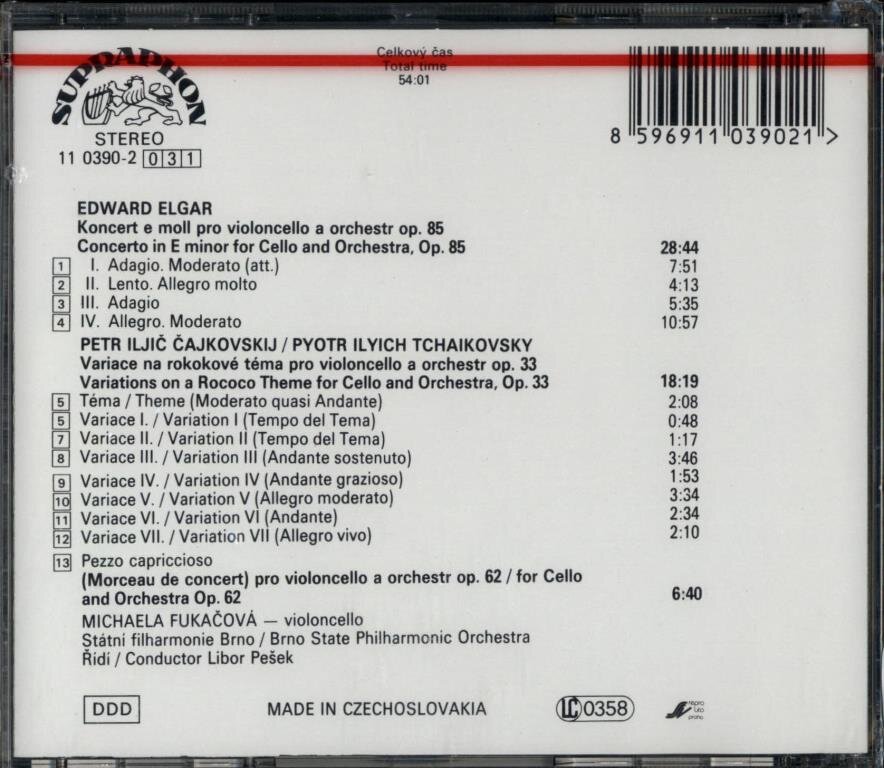 SUPRAPHON
STEREO
11 0390-2 031
Celkový čas
Total time
54:01
8 596911 039021 >
EDWARD ELGAR
Koncert e moll pro violoncello a orchestr op. 85
Concerto in E minor for Cello and Orchestra, Op. 85 28:44
1 I. Adagio. Moderato (att.) 7:51
2 II. Lento. Allegro molto 4:13
3 III. Adagio 5:35
4 IV. Allegro. Moderato 10:57
PETR ILJIČ ČAJKOVSKIJ / PYOTR ILYICH TCHAIKOVSKY
Variace na rokokové téma pro violoncello a orchestr op. 33
Variations on a Rococo Theme for Cello and Orchestra, Op. 33 18:19
5 Téma / Theme (Moderato quasi Andante) 2:08
5 Variace I. / Variation I (Tempo del Tema) 0:48
7 Variace II. / Variation II (Tempo del Tema) 1:17
8 Variace III. / Variation III (Andante sostenuto) 3:46
9 Variace IV. / Variation IV (Andante grazioso) 1:53
10 Variace V. / Variation V (Allegro moderato) 3:34
11 Variace VI. / Variation VI (Andante) 2:34
12 Variace VII. / Variation VII (Allegro vivo) 2:10
13 Pezzo capriccioso
(Morceau de concert) pro violoncello a orchestr op. 62 / for Cello
and Orchestra Op. 62 6:40
MICHAELA FUKAČOVÁ — violoncello
Státní filharmonie Brno / Brno State Philharmonic Orchestra
Řídí / Conductor Libor Pešek
DDD
MADE IN CZECHOSLOVAKIA
LC 0358
repro
lito
praha